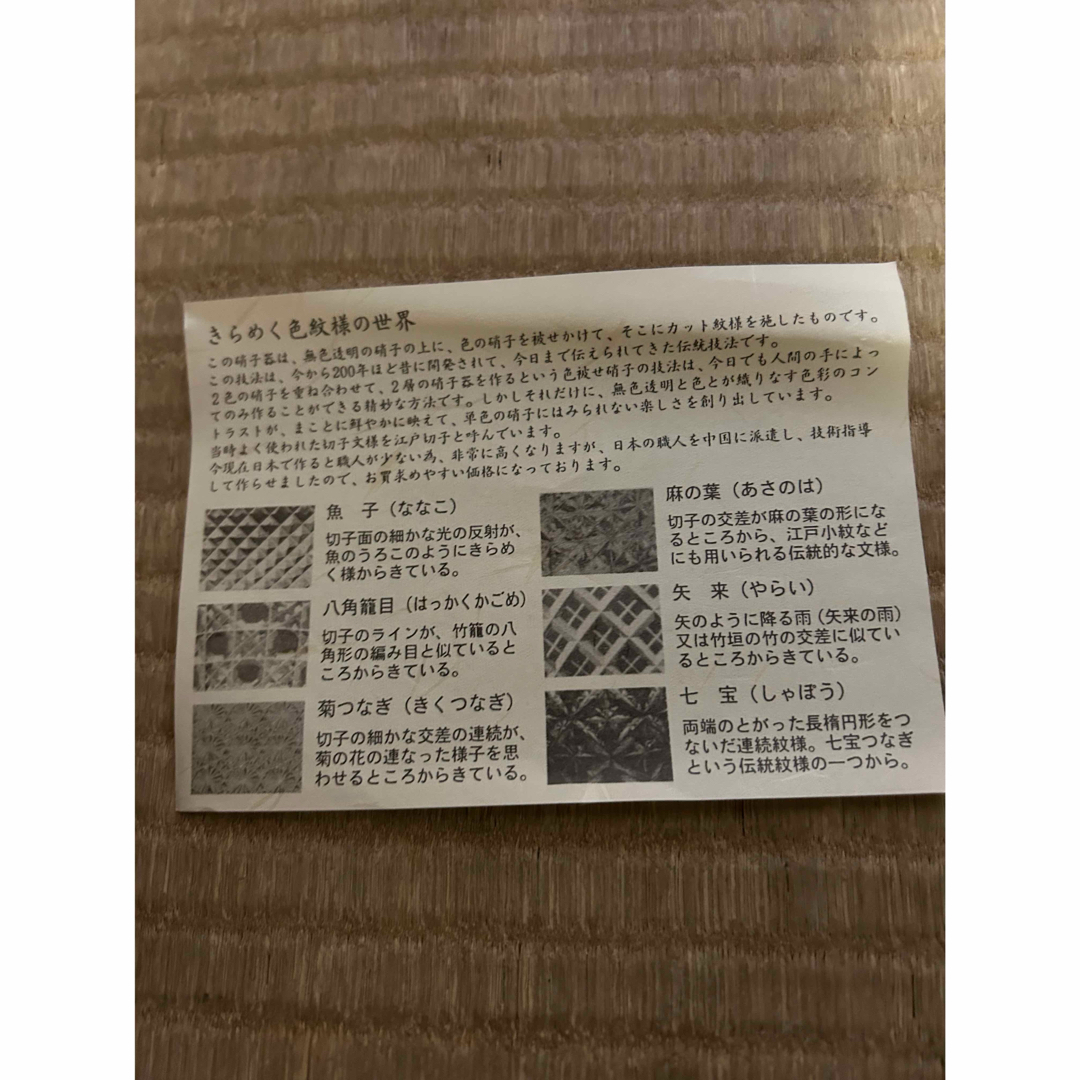 きらめく色紋様の世界
この硝子器は、無色透明の硝子の上に、色の硝子を被せかけて、そこにカット紋様を施したものです。
この技法は、今から200年ほど昔に開発されて、今日まで伝えられてきた伝統技法です。
2色の硝子を重ね合わせて、2層の硝子器を作るという色被せ硝子の技法は、今日でも人間の手によっ
てのみ作ることができる精妙な方法です。しかしそれだけに、無色透明と色とが織りなす色彩のコン
トラストが、まことに鮮やかに映えて、単色の硝子にはみられない楽しさを創り出しています。
当時よく使われた切子文様を江戸切子と呼んでいます。
今現在日本で作ると職人が少ない為、非常に高くなりますが、日本の職人を中国に派遣し、技術指導
して作らせましたので、お買求めやすい価格になっております。
魚 子（ななこ）
切子面の細かな光の反射が、
魚のうろこのようにきらめ
く様からきている。
八角籠目（はっかくかごめ）
切子のラインが、竹籠の八
角形の編み目と似ていると
ころからきている。
菊つなぎ（きくつなぎ）
切子の細かな交差の連続が、
菊の花の連なった様子を思
わせるところからきている。
麻の葉（あさのは）
切子の交差が麻の葉の形にな
るところから、江戸小紋など
にも用いられる伝統的な文様。
矢 来（やらい）
矢のように降る雨（矢来の雨）
又は竹垣の竹の交差に似てい
るところからきている。
七 宝（しゃぼう）
両端のとがった長楕円形をつ
ないだ連続紋様。七宝つなぎ
という伝統紋様の一つから。